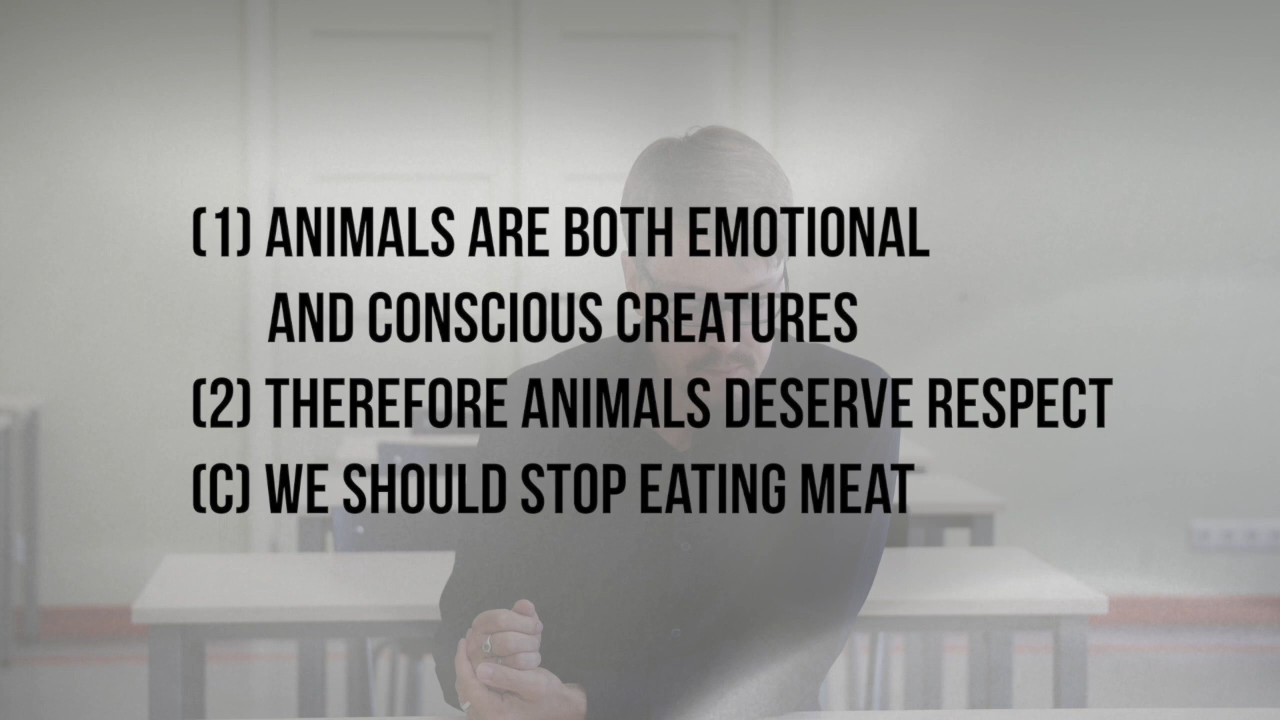 (1) ANIMALS ARE BOTH EMOTIONAL
AND CONSCIOUS CREATURES
(2) THEREFORE ANIMALS DESERVE RESPECT
(C) WE SHOULD STOP EATING MEAT